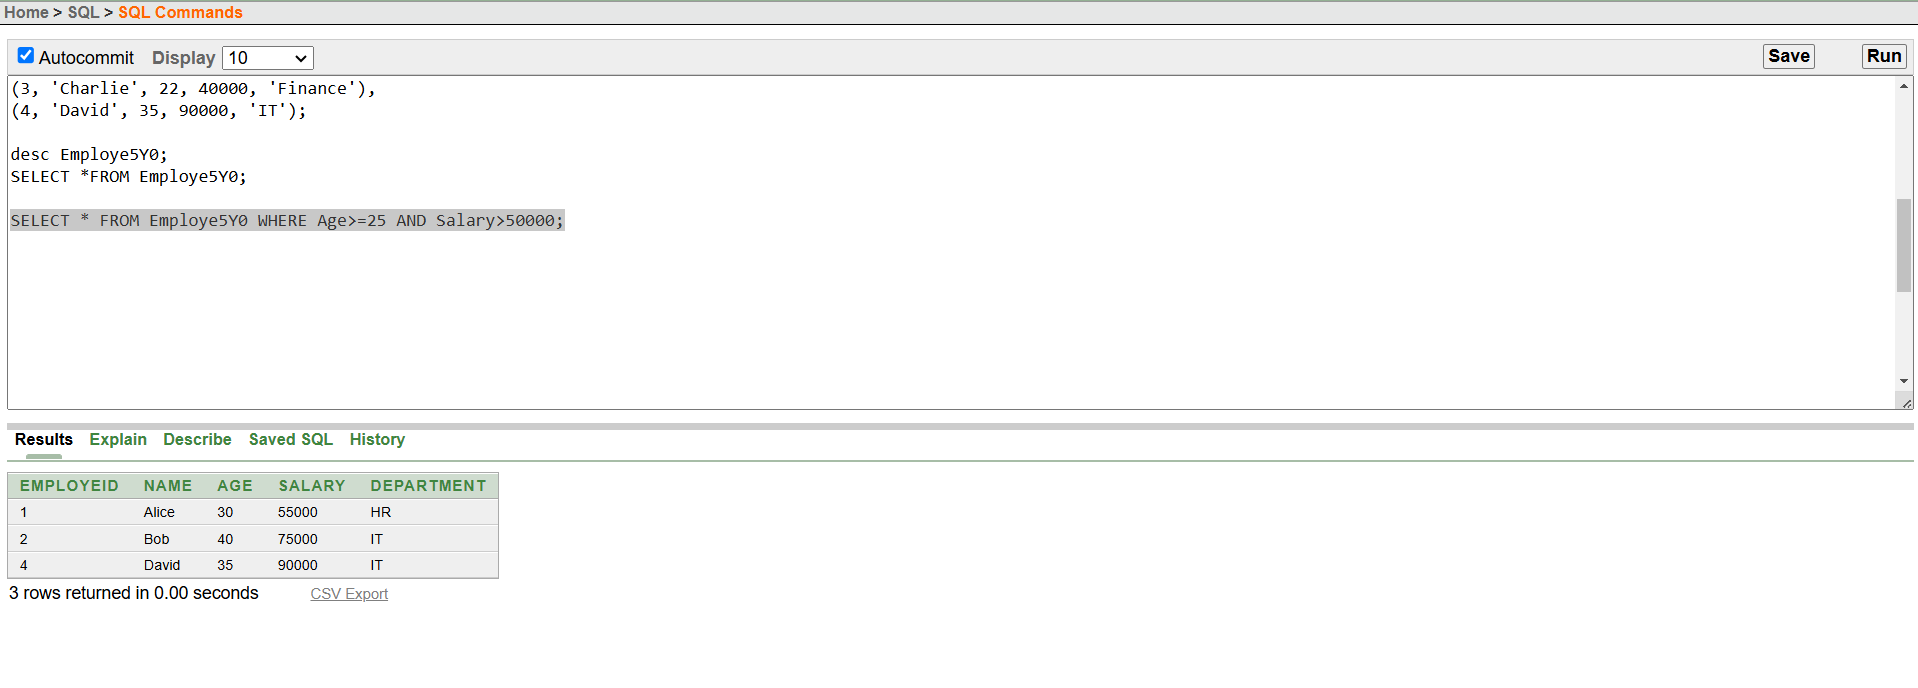 Home > SQL > SQL Commands
Autocommit Display 10 Save Run
(3, 'Charlie', 22, 40000, 'Finance'),
(4, 'David', 35, 90000, 'IT');
desc Employe5Y0;
SELECT *FROM Employe5Y0;
SELECT * FROM Employe5Y0 WHERE Age>=25 AND Salary>50000;
Results Explain Describe Saved SQL History
EMPLOYEID NAME AGE SALARY DEPARTMENT
1 Alice 30 55000 HR
2 Bob 40 75000 IT
4 David 35 90000 IT
3 rows returned in 0.00 seconds CSV Export